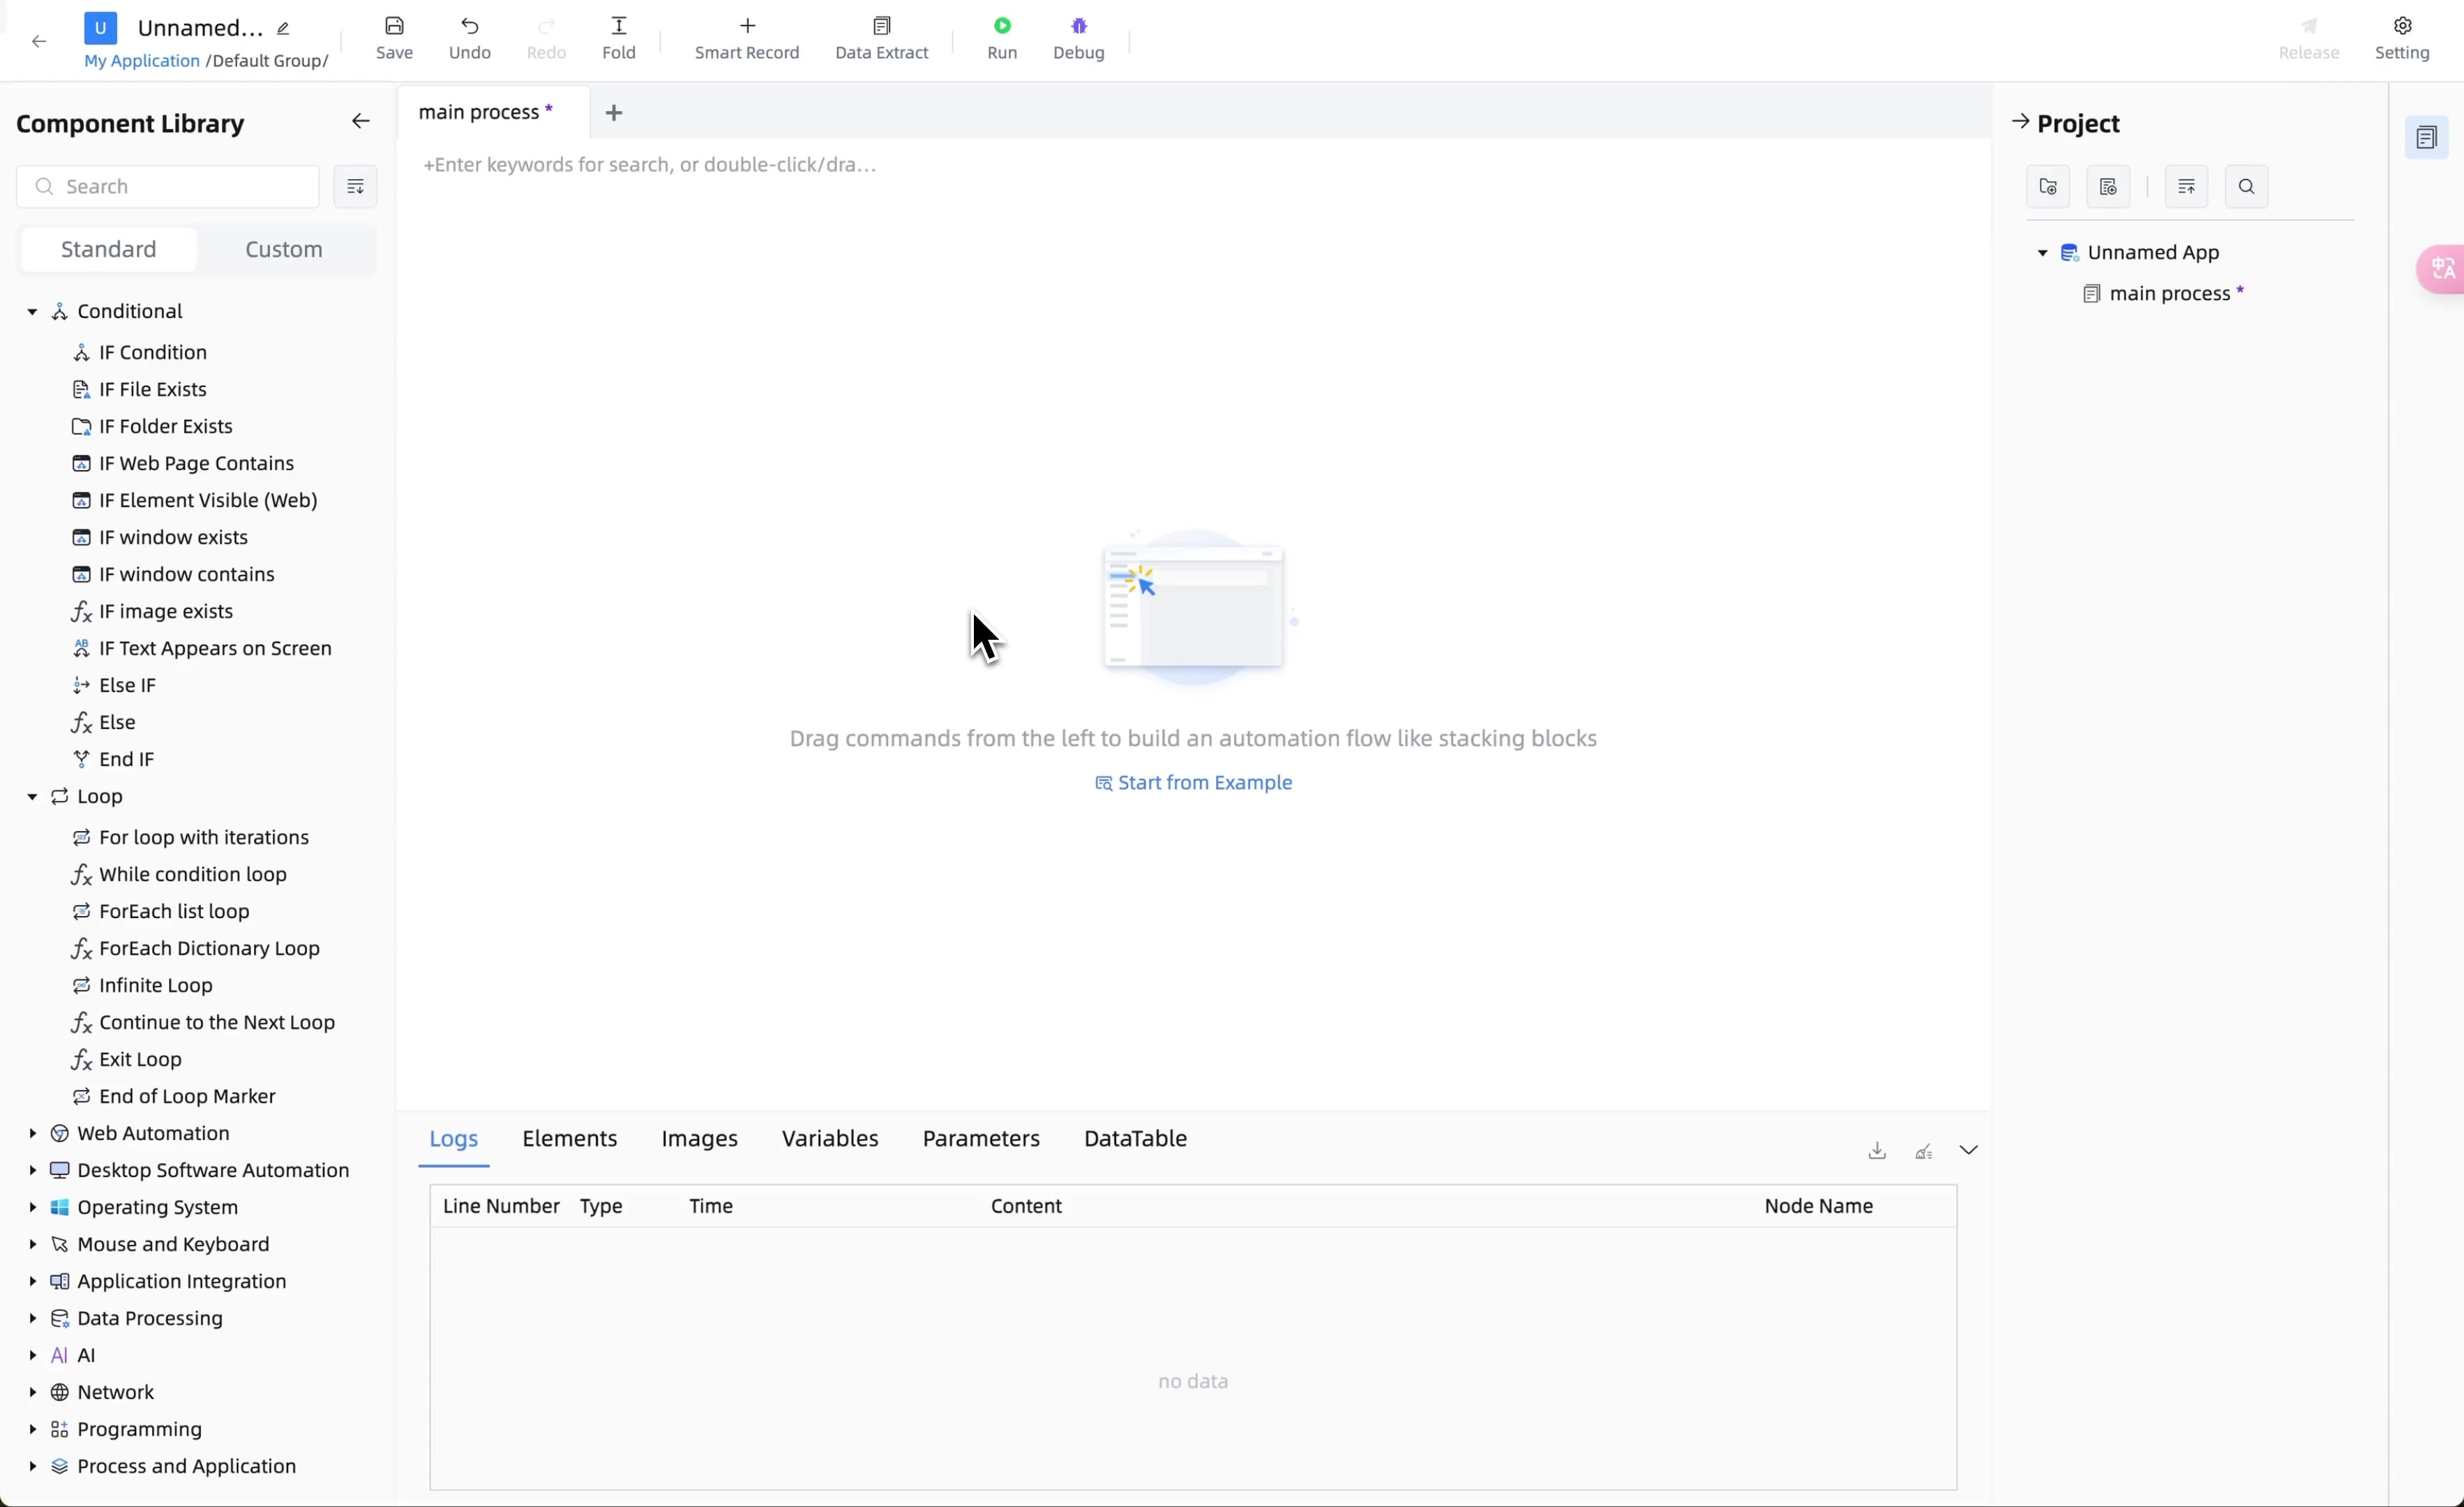 U Unnamed...
My Application /Default Group/
Save Undo Redo Fold Smart Record Data Extract Run Debug Release Setting
Component Library
Search
Standard Custom
Conditional
IF Condition
IF File Exists
IF Folder Exists
IF Web Page Contains
IF Element Visible (Web)
IF window exists
IF window contains
IF image exists
IF Text Appears on Screen
Else IF
Else
End IF
Loop
For loop with iterations
While condition loop
ForEach list loop
ForEach Dictionary Loop
Infinite Loop
Continue to the Next Loop
Exit Loop
End of Loop Marker
Web Automation
Desktop Software Automation
Operating System
Mouse and Keyboard
Application Integration
Data Processing
AI AI
Network
Programming
Process and Application
main process *
+Enter keywords for search, or double-click/dra...
Drag commands from the left to build an automation flow like stacking blocks
Start from Example
Logs Elements Images Variables Parameters DataTable
Line Number Type Time Content Node Name
no data
Project
Unnamed App
main process *
中A